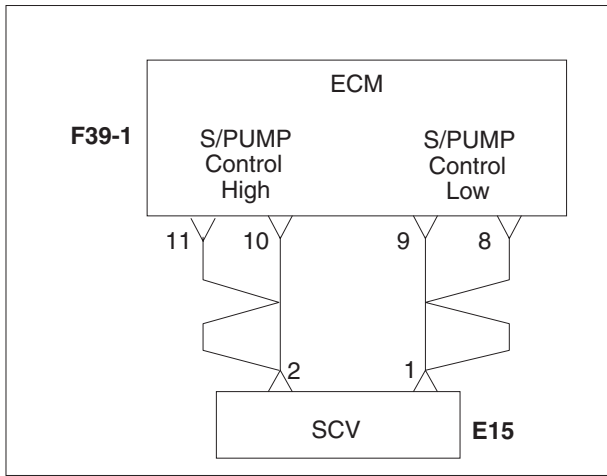 ECM
F39-1
S/PUMP
Control
High
S/PUMP
Control
Low
11
10
9
8
2
1
SCV
E15